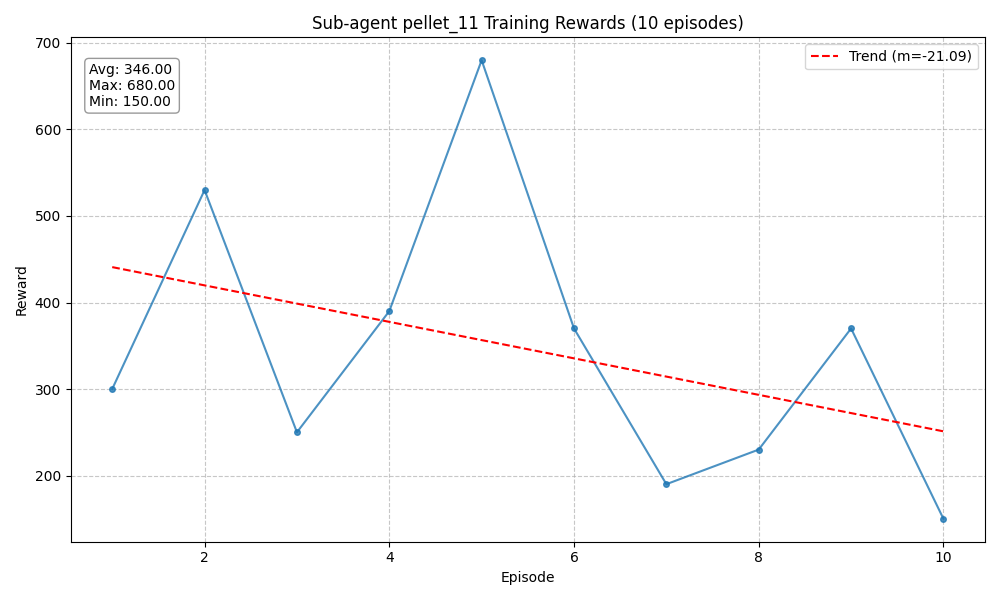 Sub-agent pellet_11 Training Rewards (10 episodes)
Avg: 346.00
Max: 680.00
Min: 150.00
Trend (m=-21.09)
Reward
700
600
500
400
300
200
2 4 6 8 10
Episode